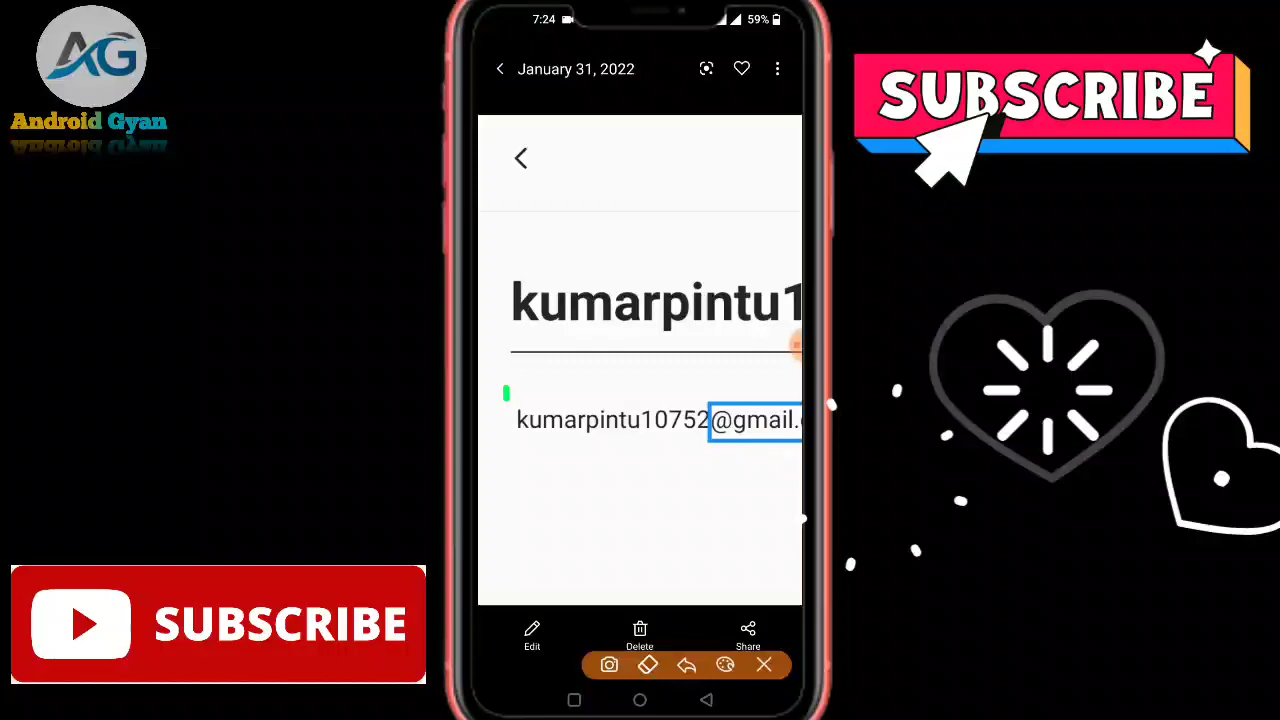 AG
Android Gyan
7:24
59%
January 31, 2022
SUBSCRIBE
kumarpintu1
kumarpintu10752@gmail.
Edit
Delete
Share
SUBSCRIBE